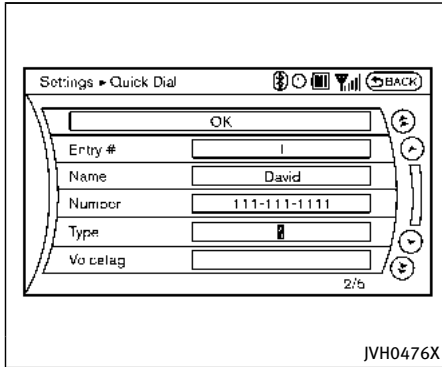 Settings ▸ Quick Dial BACK
OK
Entry # 1
Name David
Number 111-111-1111
Type
Voicetag
2/6
JVH0476X